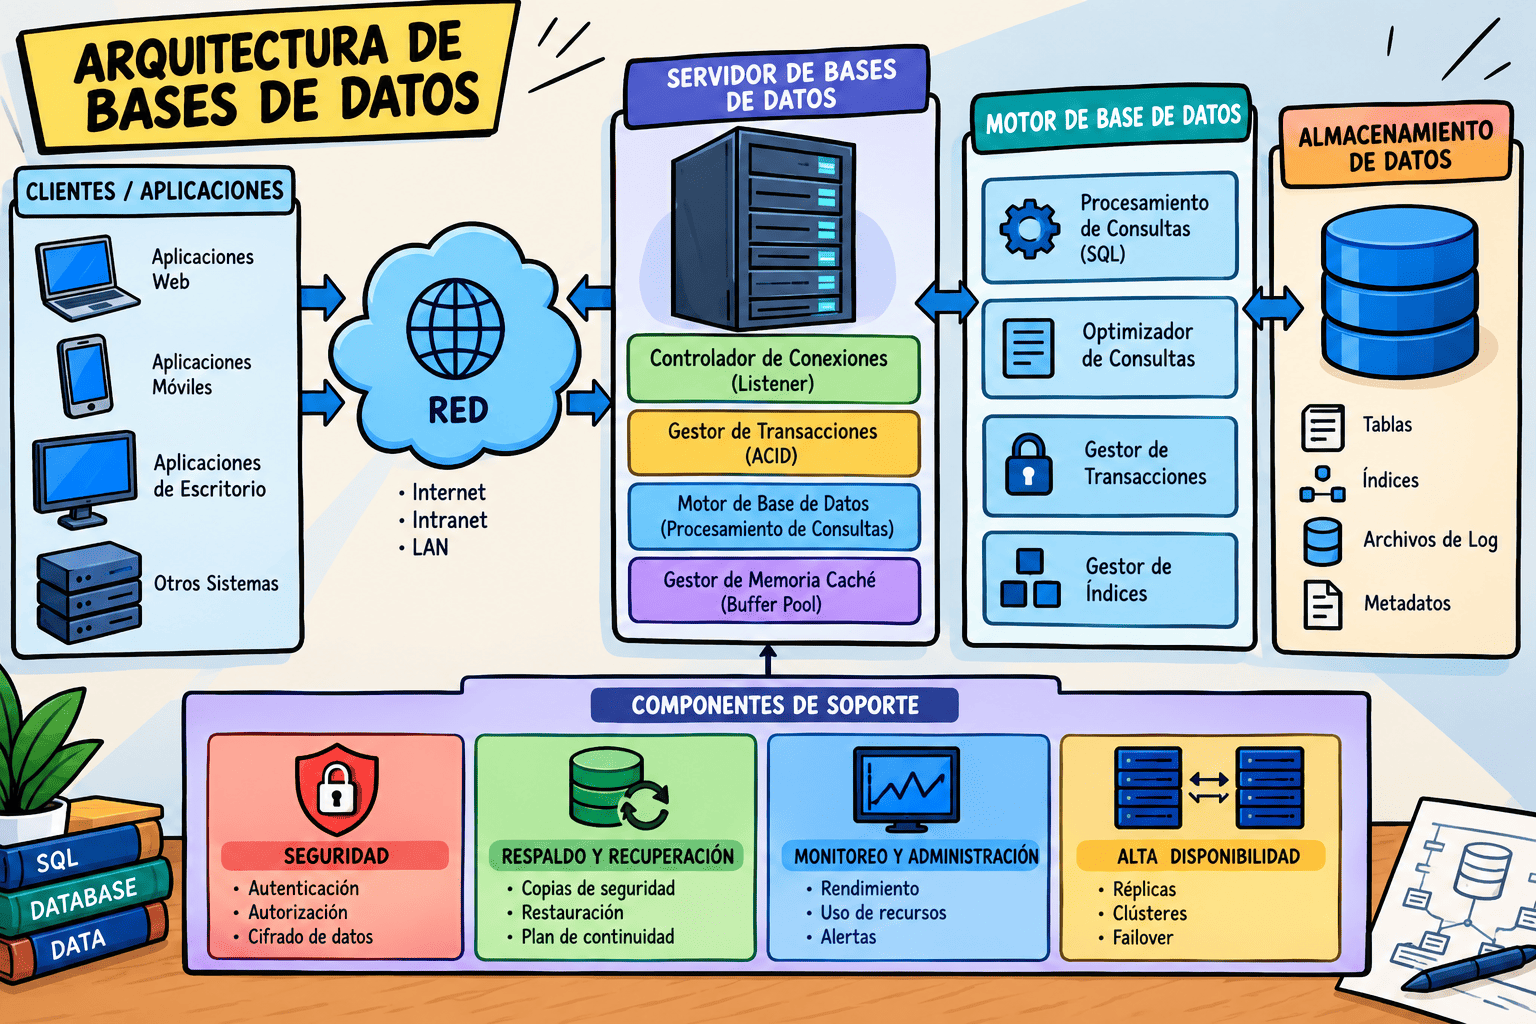 ARQUITECTURA DE
BASES DE DATOS
CLIENTES / APLICACIONES
Aplicaciones
Web
Aplicaciones
Móviles
Aplicaciones
de Escritorio
Otros Sistemas
RED
• Internet
• Intranet
• LAN
SERVIDOR DE BASES
DE DATOS
Controlador de Conexiones
(Listener)
Gestor de Transacciones
(ACID)
Motor de Base de Datos
(Procesamiento de Consultas)
Gestor de Memoria Caché
(Buffer Pool)
MOTOR DE BASE DE DATOS
Procesamiento
de Consultas
(SQL)
Optimizador
de Consultas
Gestor de
Transacciones
Gestor de
Índices
ALMACENAMIENTO
DE DATOS
Tablas
Índices
Archivos de Log
Metadatos
COMPONENTES DE SOPORTE
SEGURIDAD
• Autenticación
• Autorización
• Cifrado de datos
RESPALDO Y RECUPERACIÓN
• Copias de seguridad
• Restauración
• Plan de continuidad
MONITOREO Y ADMINISTRACIÓN
• Rendimiento
• Uso de recursos
• Alertas
ALTA DISPONIBILIDAD
• Réplicas
• Clústeres
• Failover
SQL
DATABASE
DATA